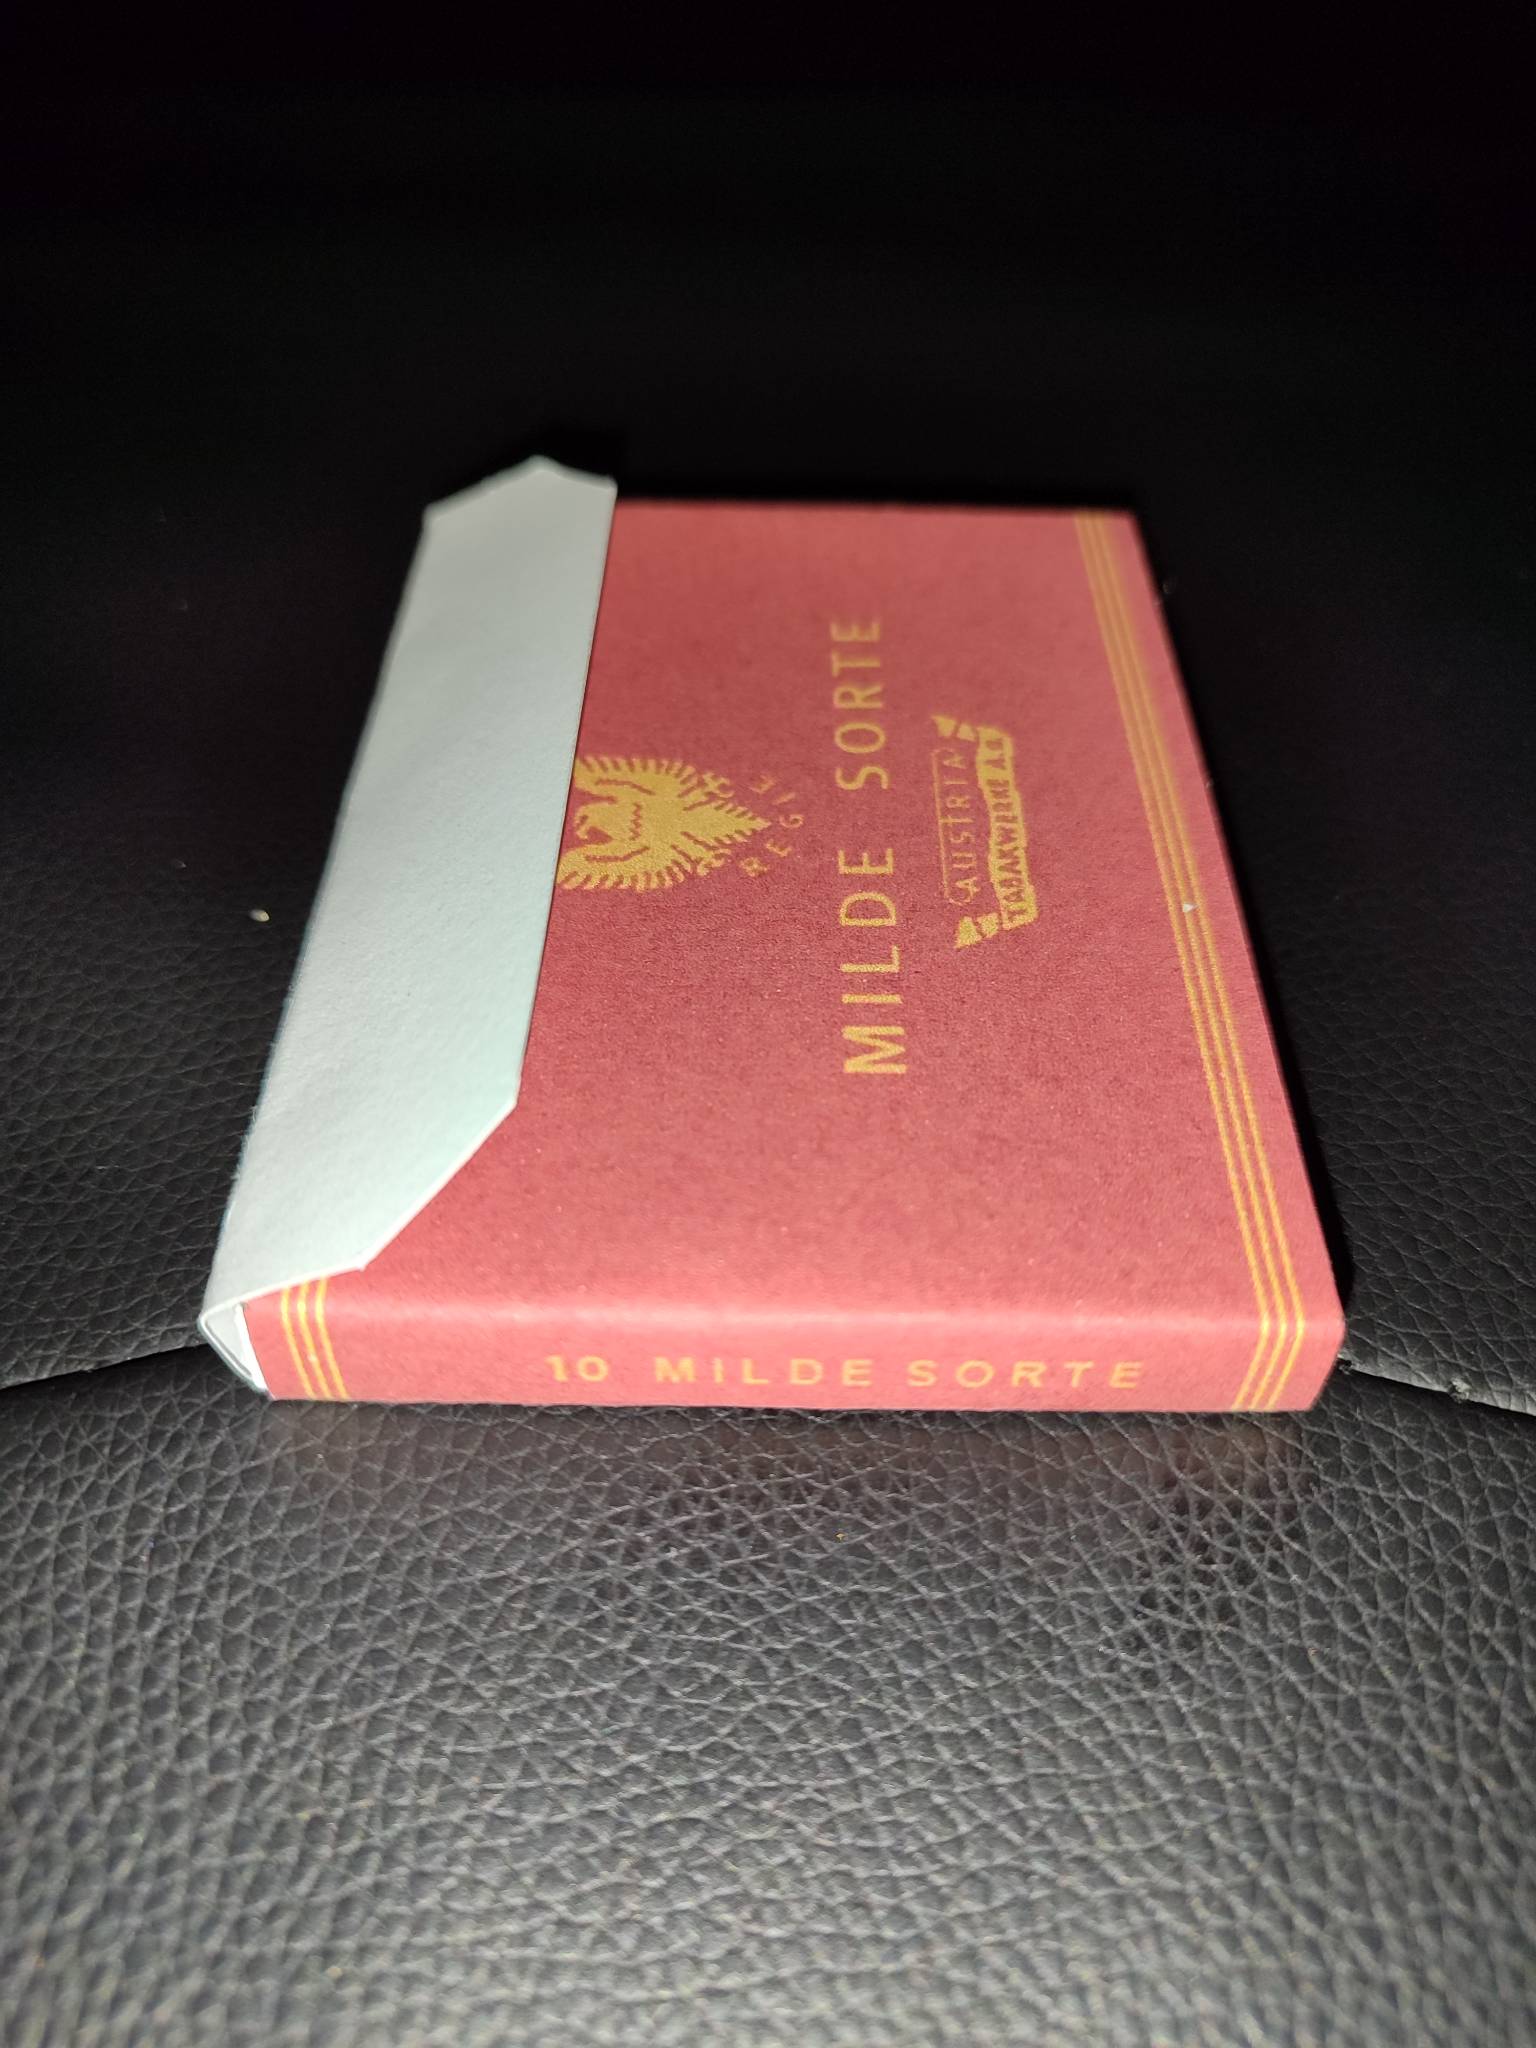 REGIE
MILDE SORTE
AUSTRIA
TABAKWERKE A.G.
10 MILDE SORTE